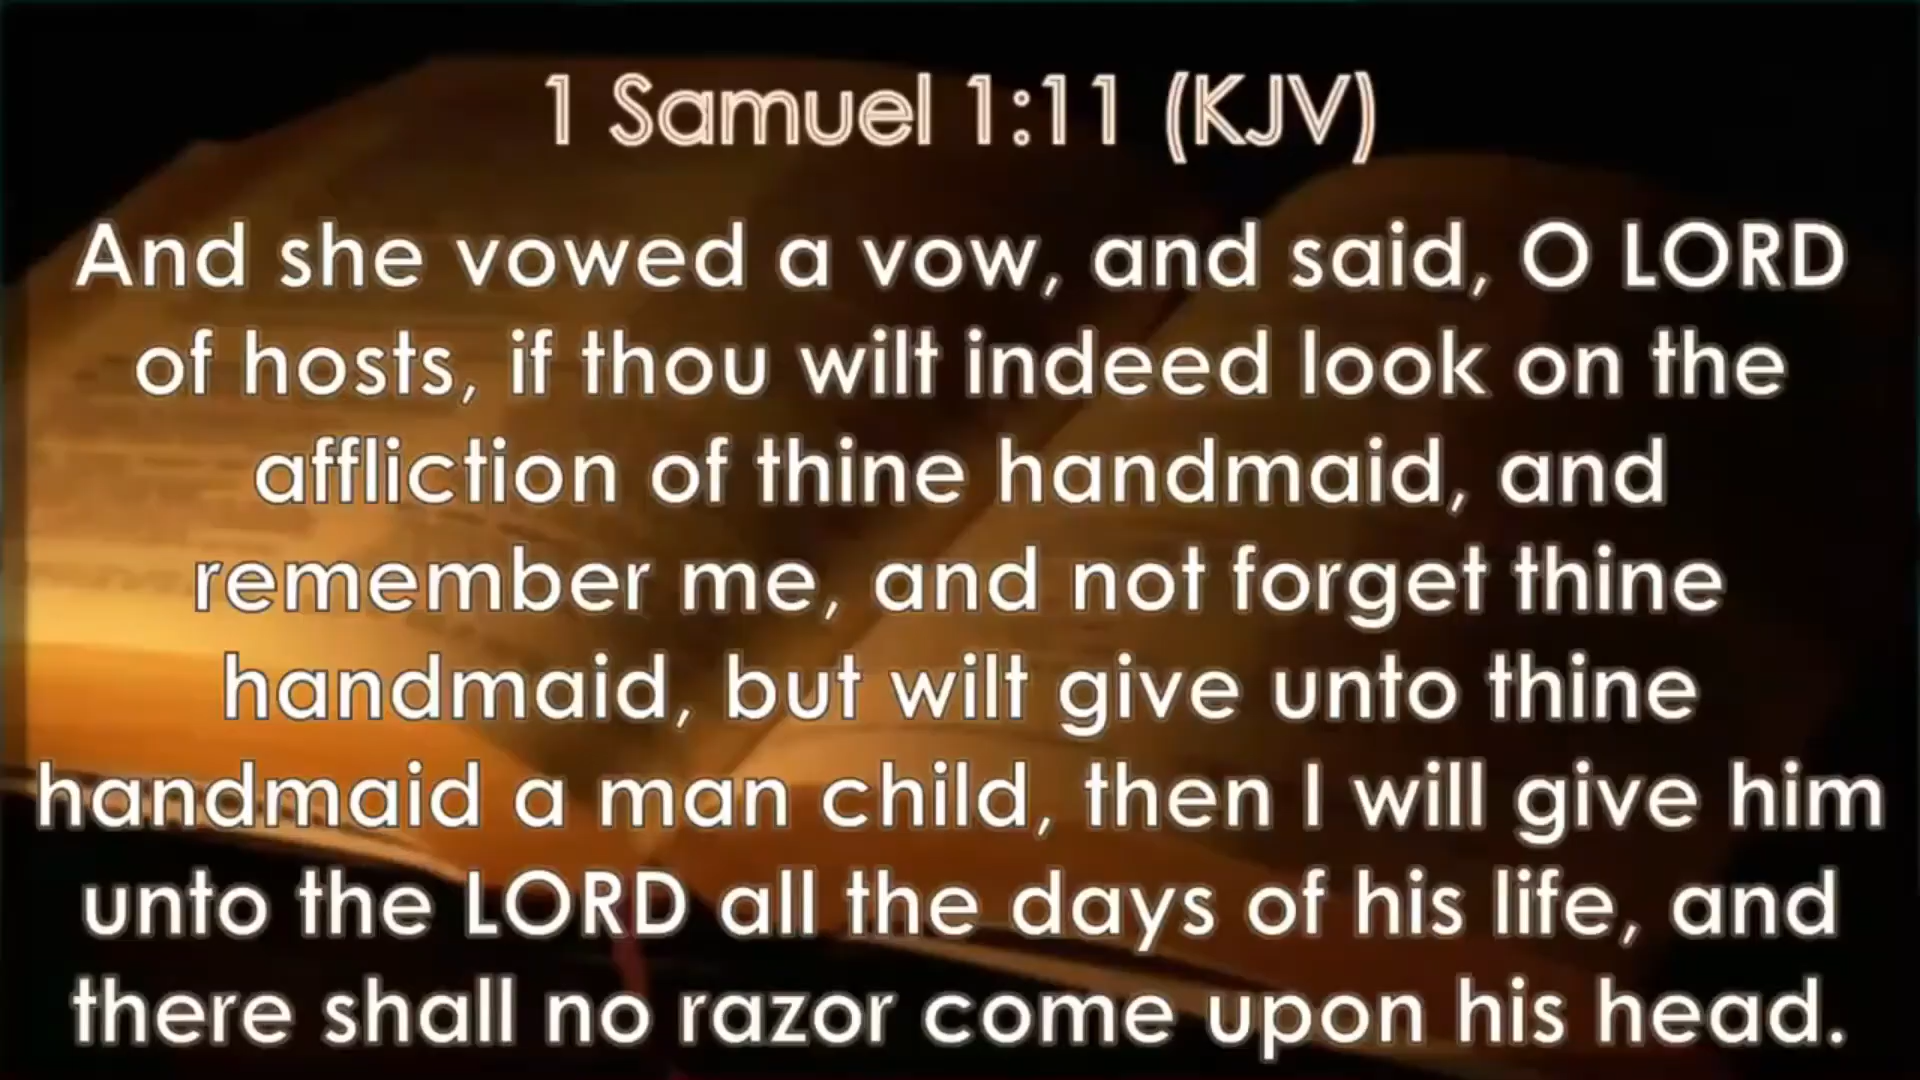 1 Samuel 1:11 (KJV)
And she vowed a vow, and said, O LORD
of hosts, if thou wilt indeed look on the
affliction of thine handmaid, and
remember me, and not forget thine
handmaid, but wilt give unto thine
handmaid a man child, then I will give him
unto the LORD all the days of his life, and
there shall no razor come upon his head.